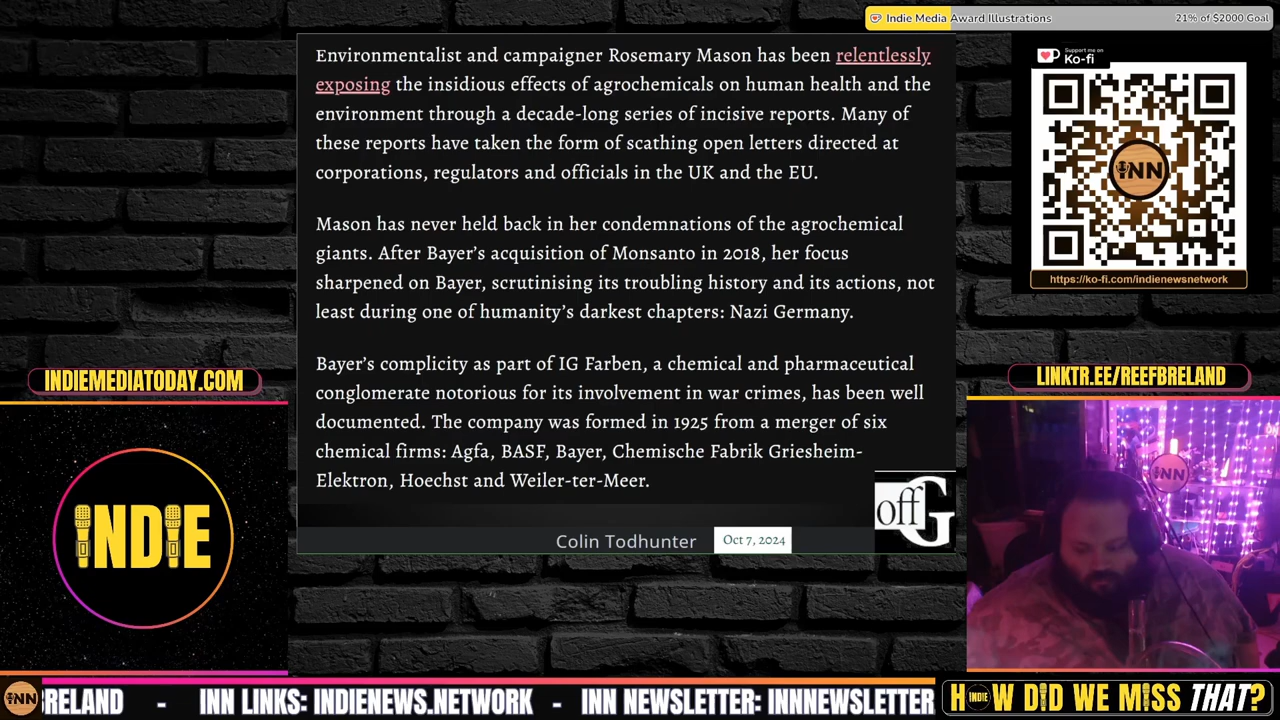 Indie Media Award Illustrations
21% of $2000 Goal
Environmentalist and campaigner Rosemary Mason has been relentlessly
exposing the insidious effects of agrochemicals on human health and the
environment through a decade-long series of incisive reports. Many of
these reports have taken the form of scathing open letters directed at
corporations, regulators and officials in the UK and the EU.
Mason has never held back in her condemnations of the agrochemical
giants. After Bayer’s acquisition of Monsanto in 2018, her focus
sharpened on Bayer, scrutinising its troubling history and its actions, not
least during one of humanity’s darkest chapters: Nazi Germany.
Bayer’s complicity as part of IG Farben, a chemical and pharmaceutical
conglomerate notorious for its involvement in war crimes, has been well
documented. The company was formed in 1925 from a merger of six
chemical firms: Agfa, BASF, Bayer, Chemische Fabrik Griesheim-
Elektron, Hoechst and Weiler-ter-Meer.
offG
Colin Todhunter
Oct 7, 2024
Support me on
Ko-fi
INN
https://ko-fi.com/indienewsnetwork
INDIEMEDIATODAY.COM
INDIE
LINKTR.EE/REEFBRELAND
INN
INN
BRELAND - INN LINKS: INDIENEWS.NETWORK - INN NEWSLETTER: INNNEWSLETTER
HOW DID WE MISS THAT?